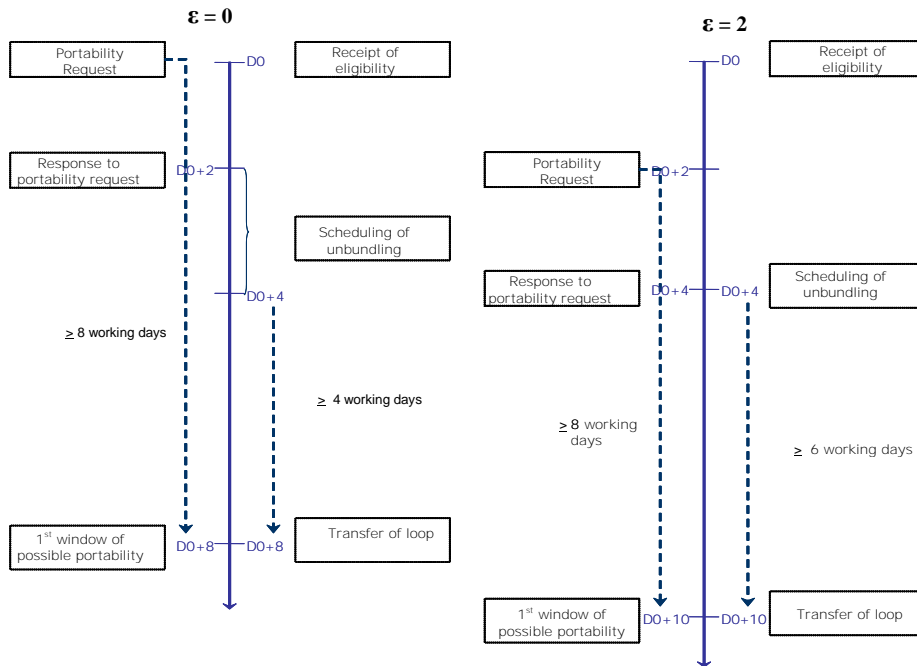 ε = 0
Portability
Request
D0
Receipt of
eligibility
Response to
portability request
D0+2
Scheduling of
unbundling
D0+4
≥ 8 working days
≥ 4 working days
1st window of
possible portability
D0+8
D0+8
Transfer of loop
ε = 2
D0
Receipt of
eligibility
Portability
Request
D0+2
Response to
portability request
D0+4
D0+4
Scheduling of
unbundling
≥ 8 working
days
≥ 6 working days
1st window of
possible portability
D0+10
D0+10
Transfer of loop